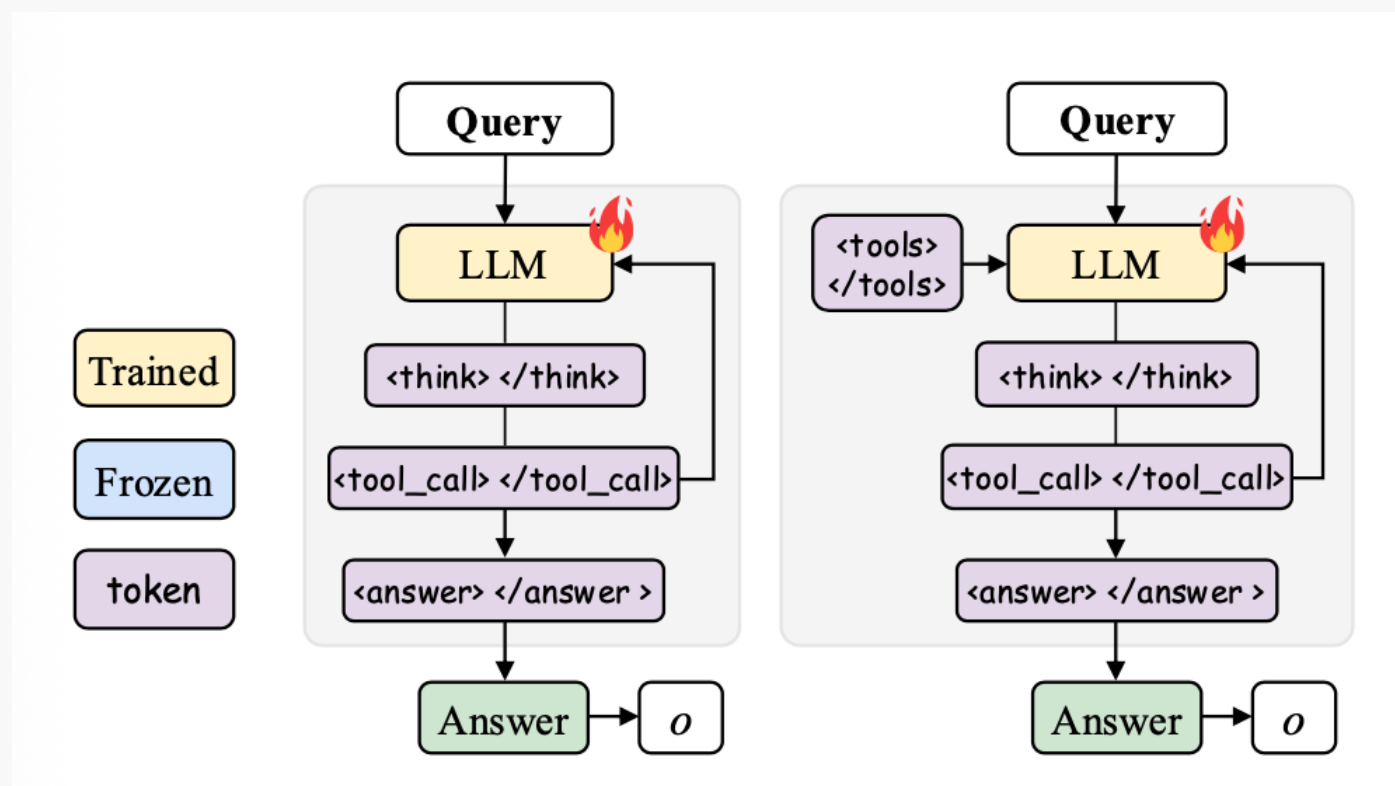 Query
LLM
<think> </think>
<tool_call> </tool_call>
<answer> </answer >
Answer
o
Trained
Frozen
token
Query
<tools>
</tools>
LLM
<think> </think>
<tool_call> </tool_call>
<answer> </answer >
Answer
o